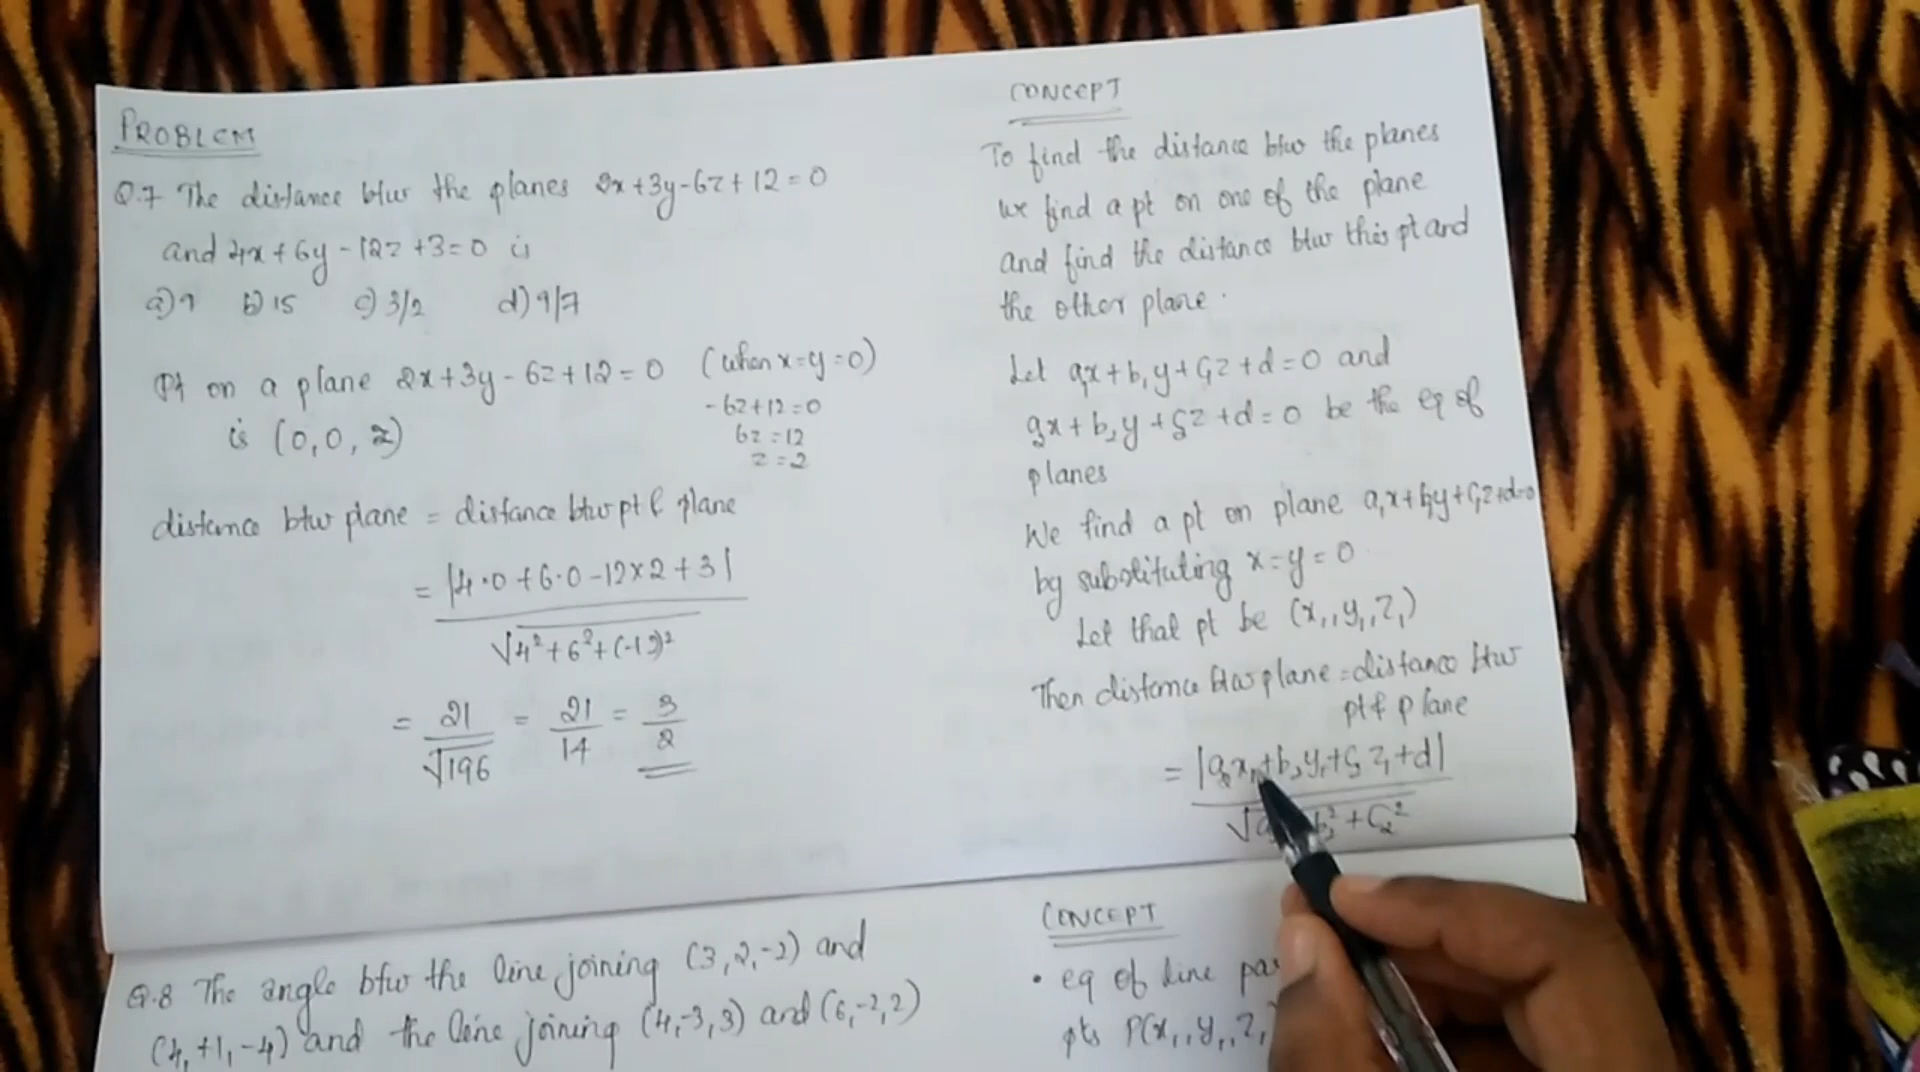 PROBLEM
Q.7 The distance btw the planes 2x+3y-6z+12=0
and 4x+6y-12z+3=0 is
a) 9 b) 15 c) 3/2 d) 9/7
Pt on a plane 2x+3y-6z+12=0 (when x=y=0)
-6z+12=0
6z=12
z=2
is (0,0,2)
distance btw plane = distance btw pt & plane
= |4·0+6·0-12×2+3|
√4²+6²+(-12)²
= 21/√196 = 21/14 = 3/2
CONCEPT
To find the distance btw the planes
we find a pt on one of the plane
and find the distance btw this pt and
the other plane.
Let a₁x+b₁y+c₁z+d=0 and
a₂x+b₂y+c₂z+d=0 be the eq of
planes
We find a pt on plane a₁x+b₁y+c₁z+d=0
by substituting x=y=0
Let that pt be (x₁,y₁,z₁)
Then distance btw plane = distance btw
pt & plane
= |a₂x₁+b₂y₁+c₂z₁+d|
b₂²+c₂²
Q.8 The angle btw the line joining (3,2,-2) and
(4,+1,-4) and the line joining (4,-3,3) and (6,-2,2)
CONCEPT
• eq of line
pts P(x₁,y₁,z₁